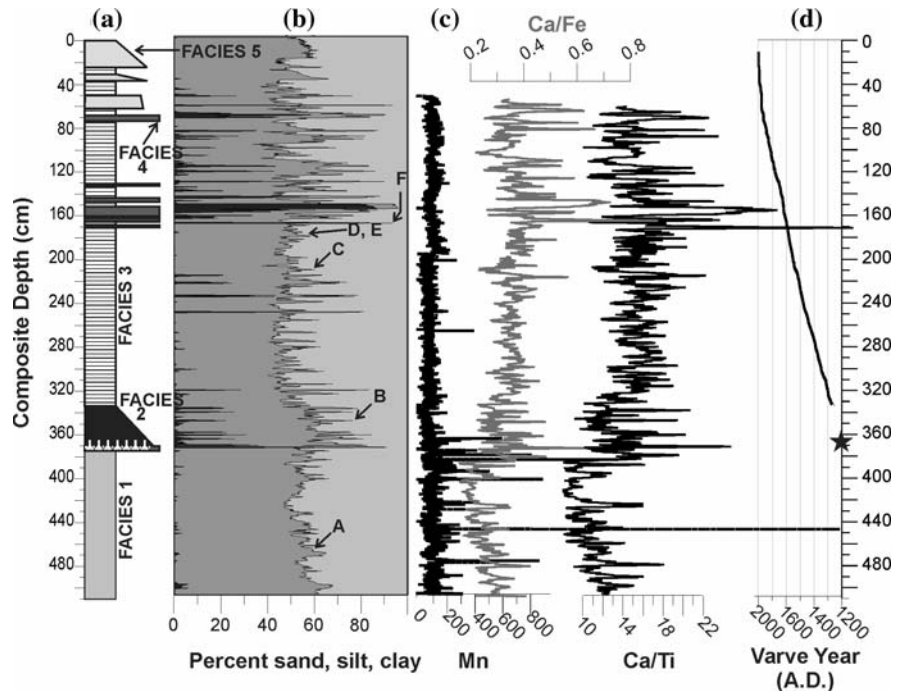 (a) (b) (c) (d)
Ca/Fe
0.2 0.4 0.6 0.8
0
40
80
120
160
200
240
280
320
360
400
440
480
Composite Depth (cm)
FACIES 5
FACIES
4
FACIES 3
FACIES
2
FACIES 1
F
D, E
C
B
A
0 20 40 60 80
Percent sand, silt, clay
0 200 400 600 800
Mn
10 14 18 22
Ca/Ti
2000 1600 1400 1200
Varve Year
(A.D.)
0
40
80
120
160
200
240
280
320
360
400
440
480